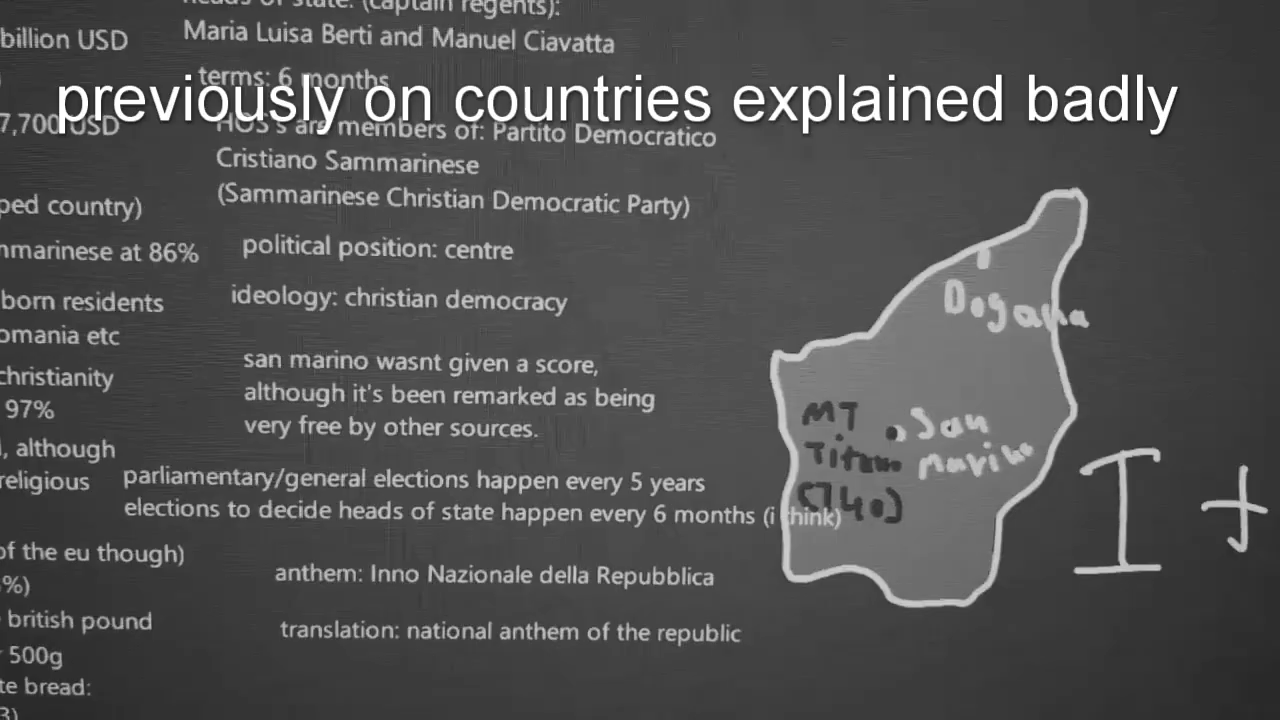 previously on countries explained badly
billion USD
7,700 USD
ped country)
mmarinese at 86%
born residents
omania etc
christianity
97%
, although
religious
of the eu though)
%)
british pound
500g
te bread:
3)
heads of state: (captain regents):
Maria Luisa Berti and Manuel Ciavatta
terms: 6 months
HOS's are members of: Partito Democratico
Cristiano Sammarinese
(Sammarinese Christian Democratic Party)
political position: centre
ideology: christian democracy
san marino wasnt given a score,
although it's been remarked as being
very free by other sources.
parliamentary/general elections happen every 5 years
elections to decide heads of state happen every 6 months (i think)
anthem: Inno Nazionale della Repubblica
translation: national anthem of the republic
Dogana
MT
Titano
(740)
San
Marino
I +